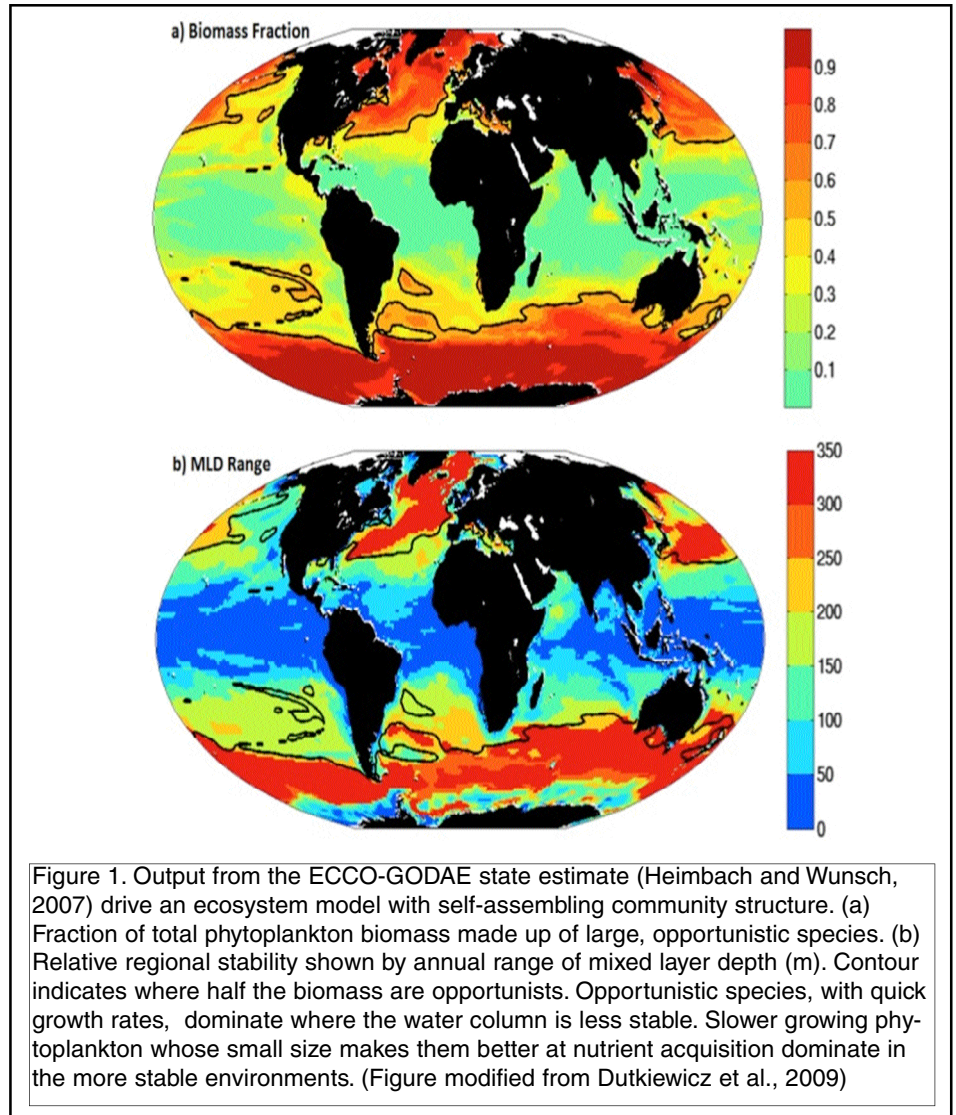 a) Biomass Fraction
0.9
0.8
0.7
0.6
0.5
0.4
0.3
0.2
0.1
b) MLD Range
350
300
250
200
150
100
50
0
Figure 1. Output from the ECCO-GODAE state estimate (Heimbach and Wunsch,
2007) drive an ecosystem model with self-assembling community structure. (a)
Fraction of total phytoplankton biomass made up of large, opportunistic species. (b)
Relative regional stability shown by annual range of mixed layer depth (m). Contour
indicates where half the biomass are opportunists. Opportunistic species, with quick
growth rates, dominate where the water column is less stable. Slower growing phy-
toplankton whose small size makes them better at nutrient acquisition dominate in
the more stable environments. (Figure modified from Dutkiewicz et al., 2009)